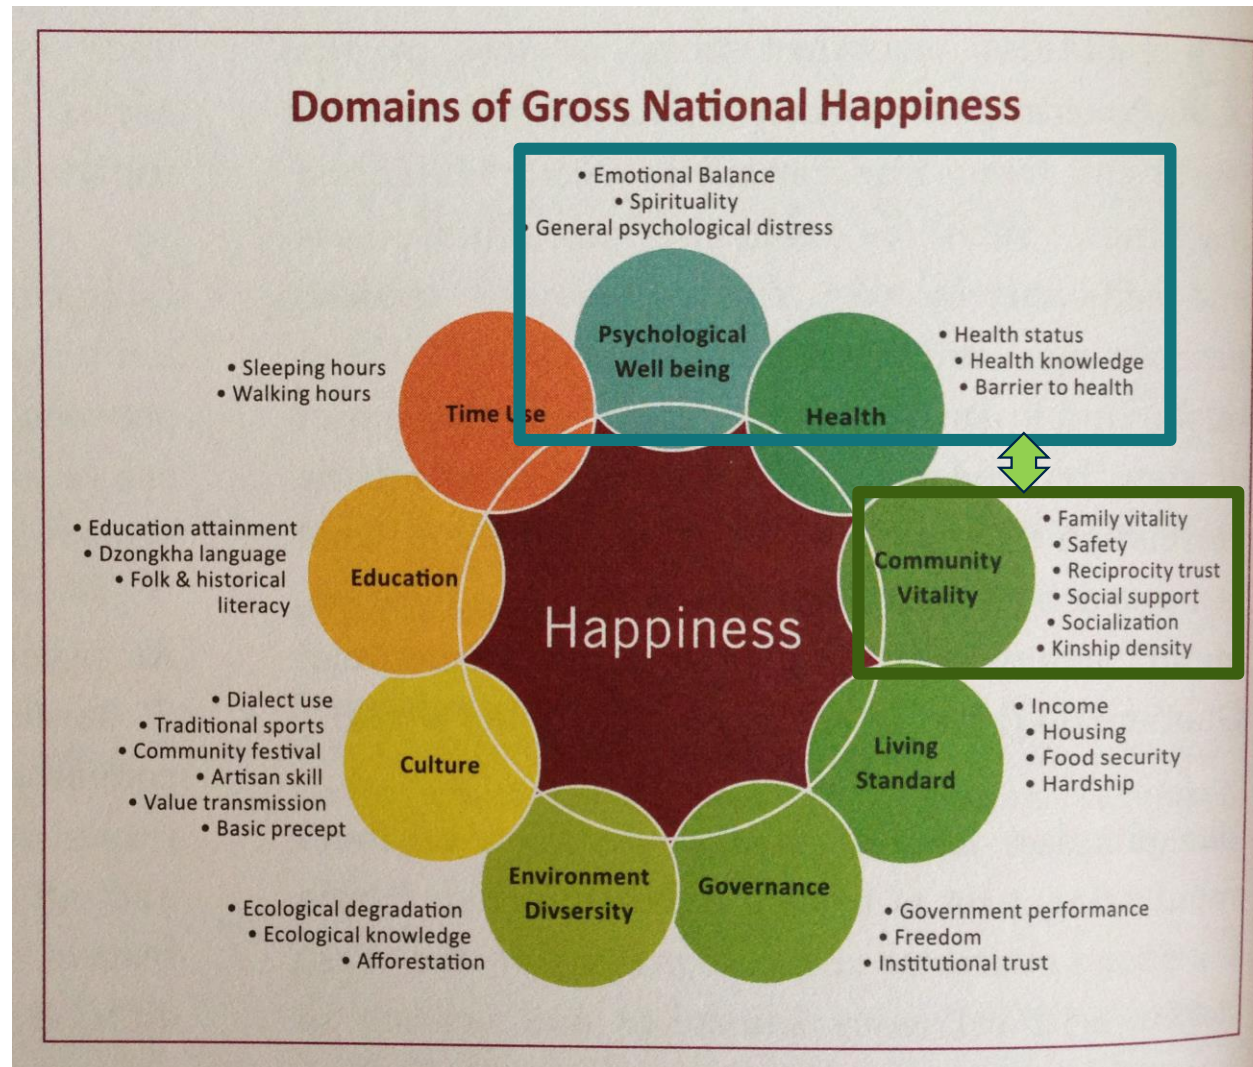 Domains of Gross National Happiness
• Emotional Balance
• Spirituality
• General psychological distress
Psychological
Well being
• Health status
• Health knowledge
• Barrier to health
Health
• Family vitality
• Safety
• Reciprocity trust
• Social support
• Socialization
• Kinship density
Community
Vitality
• Income
• Housing
• Food security
• Hardship
Living
Standard
• Government performance
• Freedom
• Institutional trust
Governance
Environment
Divsersity
• Ecological degradation
• Ecological knowledge
• Afforestation
Culture
• Dialect use
• Traditional sports
• Community festival
• Artisan skill
• Value transmission
• Basic precept
Education
• Education attainment
• Dzongkha language
• Folk & historical
literacy
Time Use
• Sleeping hours
• Walking hours
Happiness